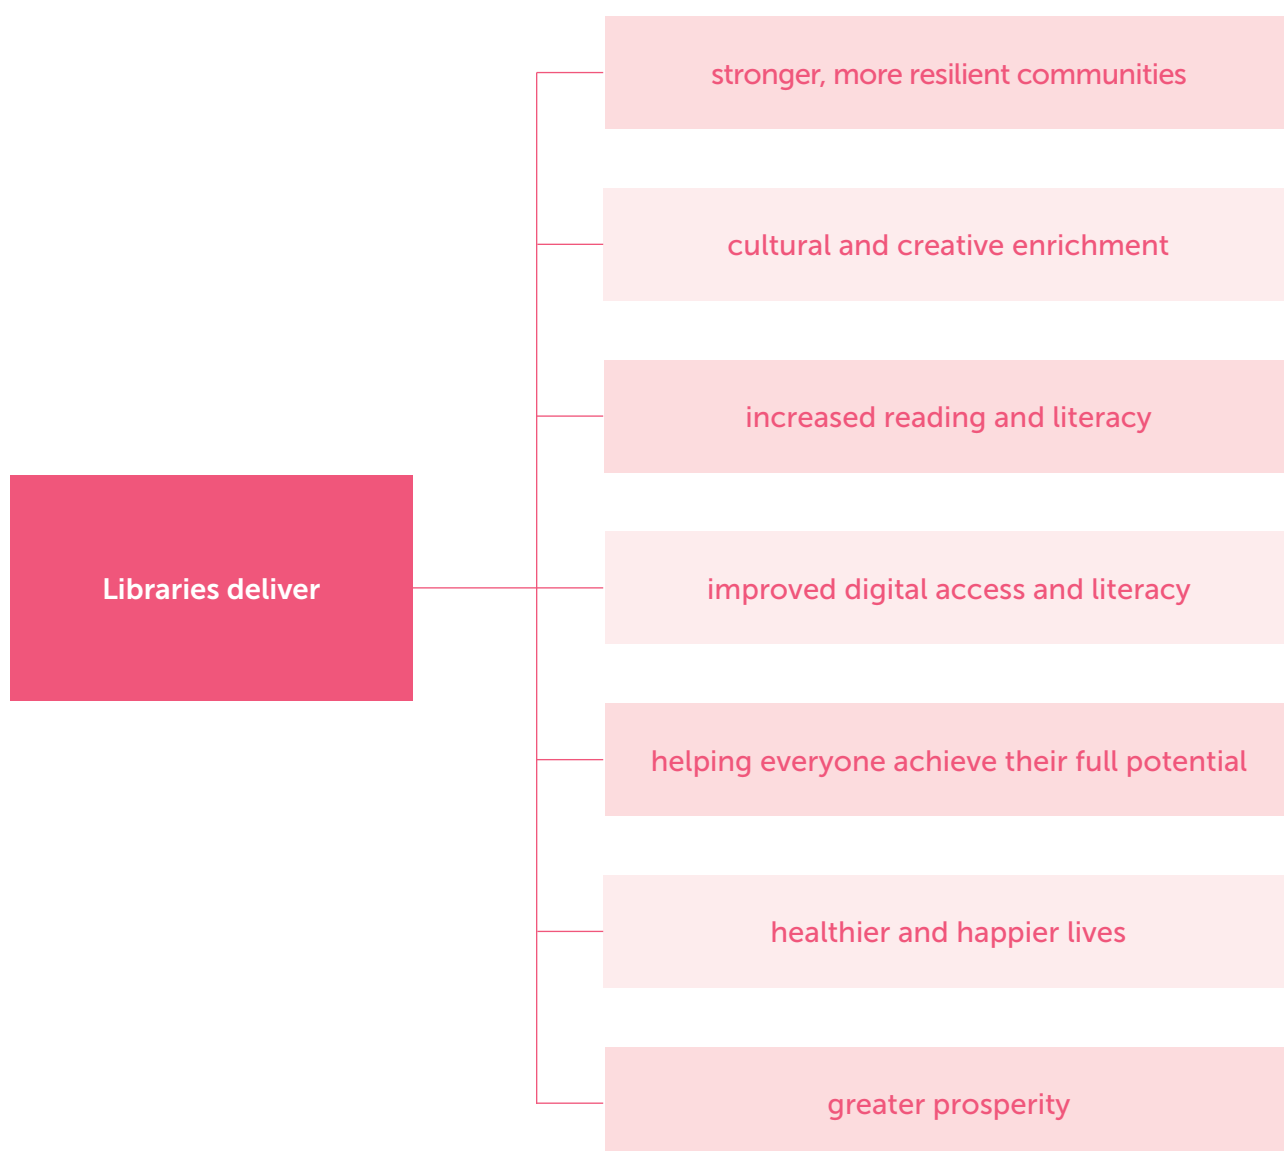 Libraries deliver
stronger, more resilient communities
cultural and creative enrichment
increased reading and literacy
improved digital access and literacy
helping everyone achieve their full potential
healthier and happier lives
greater prosperity